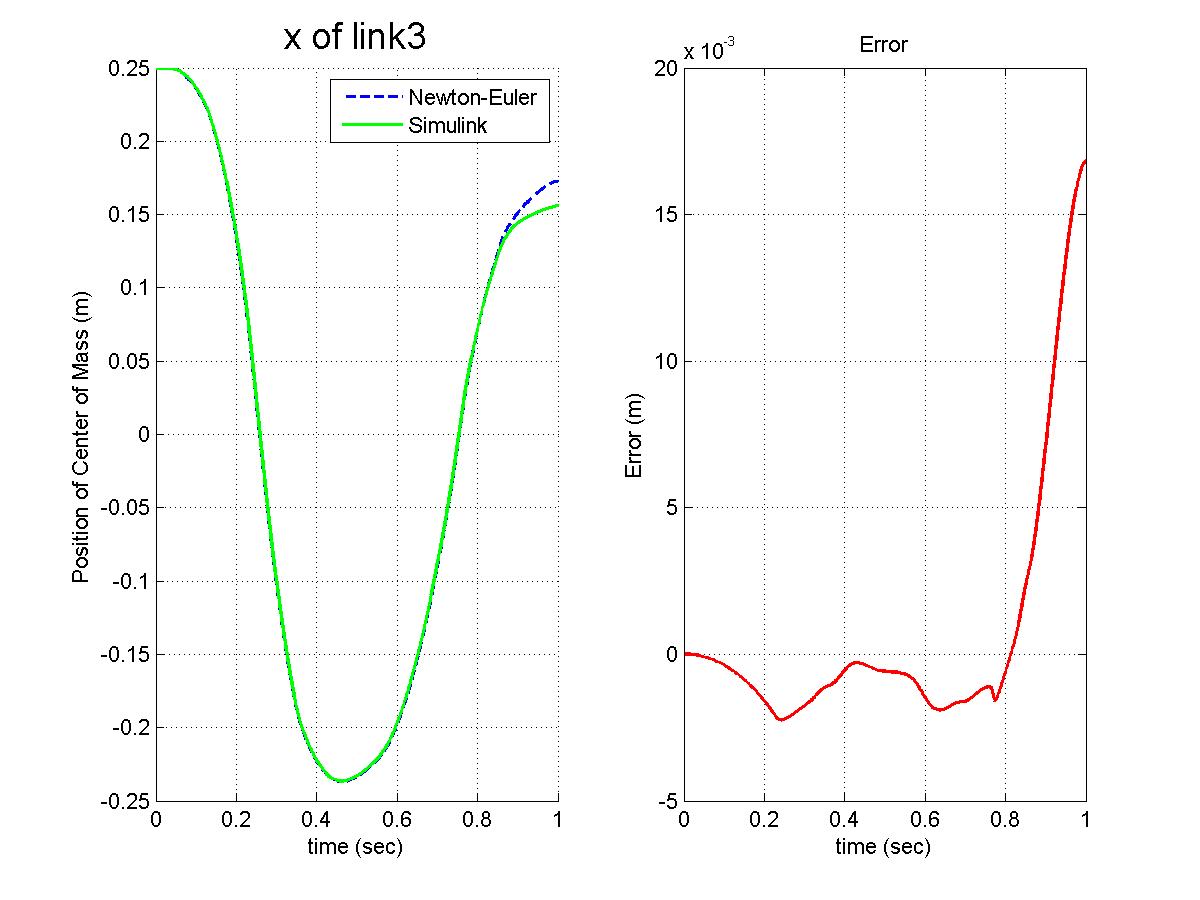 x of link3
0.25
0.2
0.15
0.1
0.05
0
-0.05
-0.1
-0.15
-0.2
-0.25
Position of Center of Mass (m)
Newton-Euler
Simulink
0 0.2 0.4 0.6 0.8 1
time (sec)
Error
x 10-3
20
15
10
5
0
-5
Error (m)
0 0.2 0.4 0.6 0.8 1
time (sec)